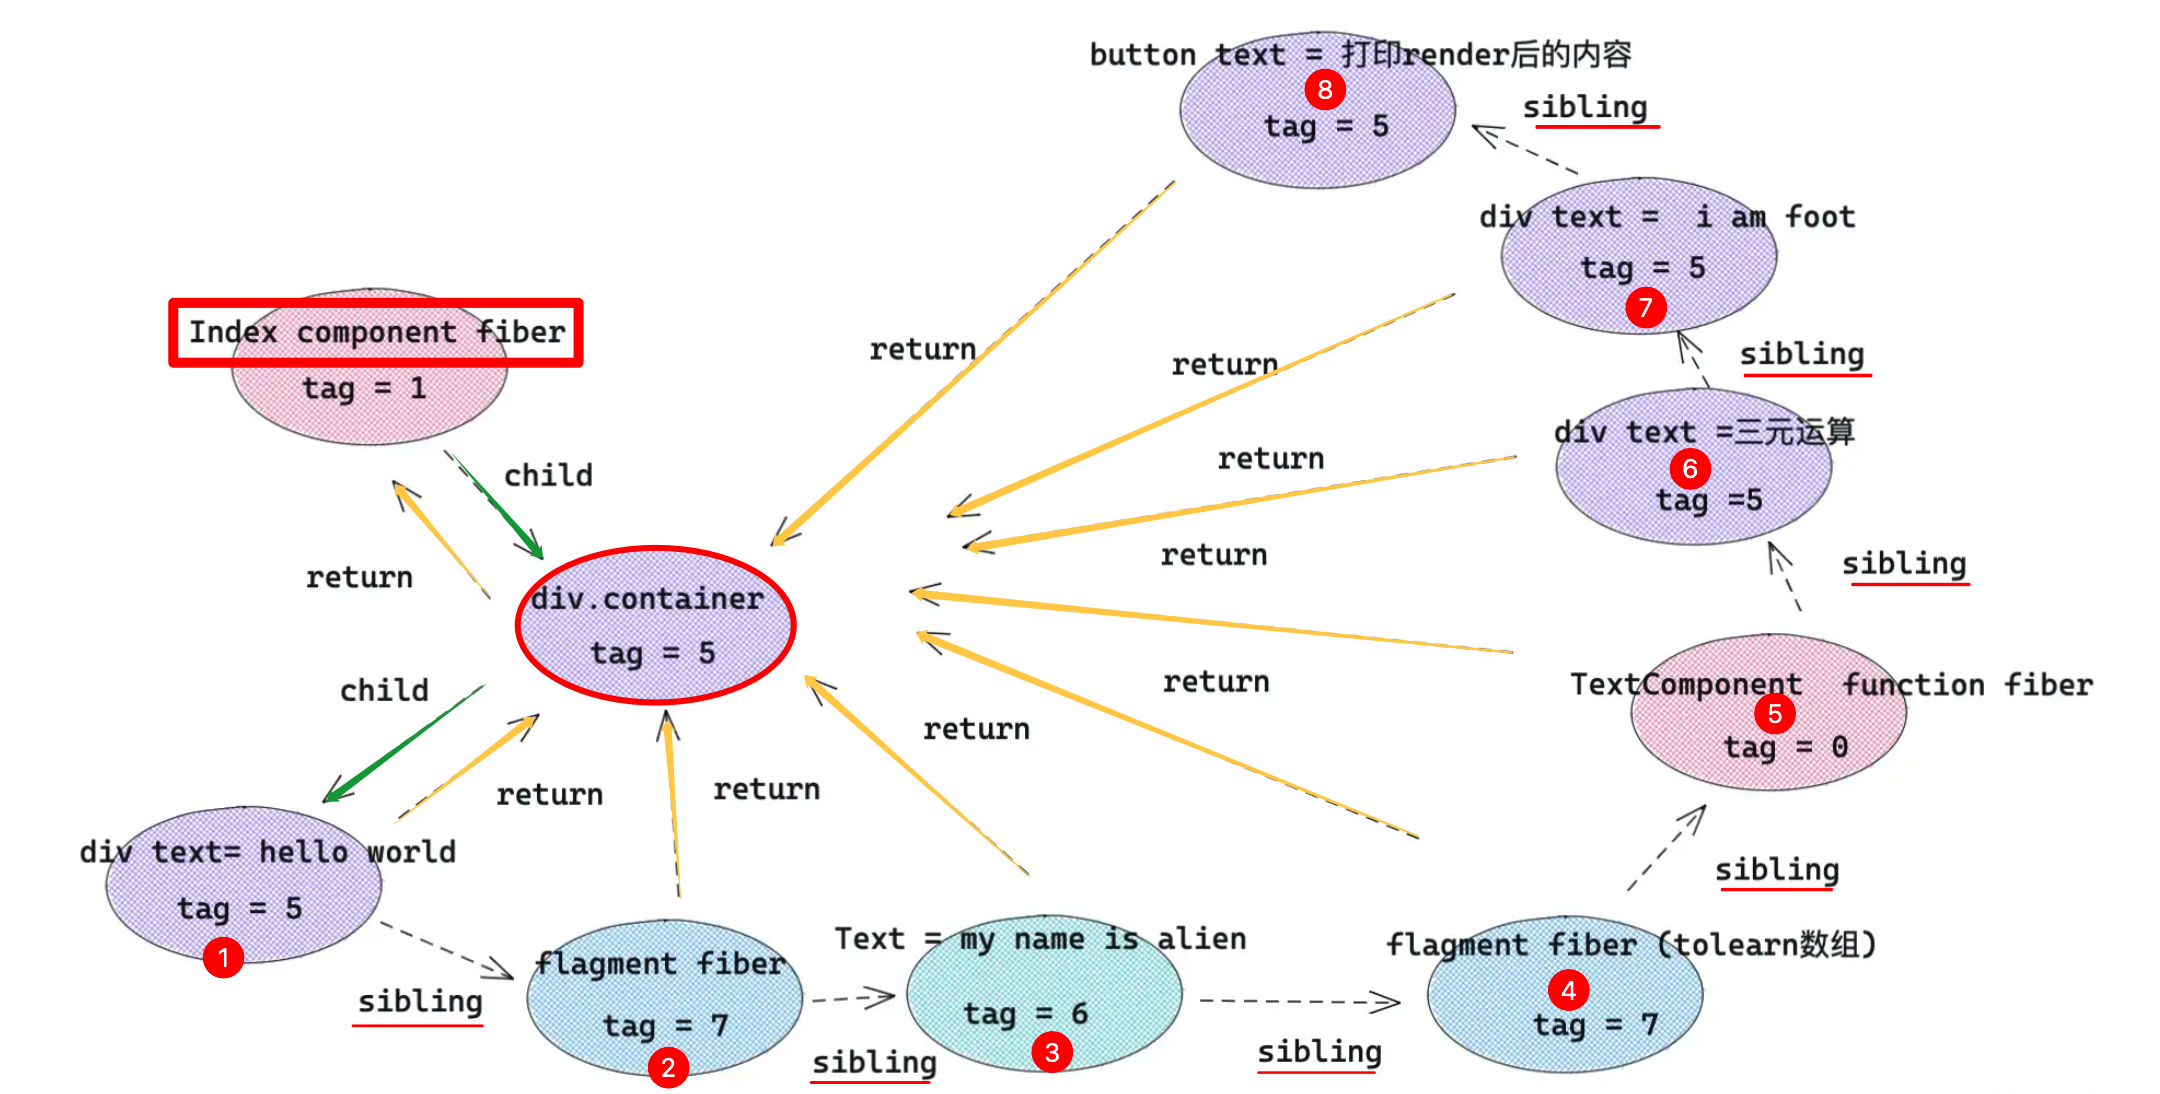 button text = 打印render后的内容
8
tag = 5
sibling
div text =  i am foot
tag = 5
7
return
return
sibling
Index component fiber
tag = 1
div text =三元运算
6
tag =5
return
child
return
sibling
return
div.container
tag = 5
return
child
TextComponent  function fiber
5
tag = 0
return
return
return
div text= hello world
tag = 5
1
sibling
sibling
flagment fiber
tag = 7
2
sibling
Text = my name is alien
tag = 6
3
sibling
flagment fiber (tolearn数组)
4
tag = 7